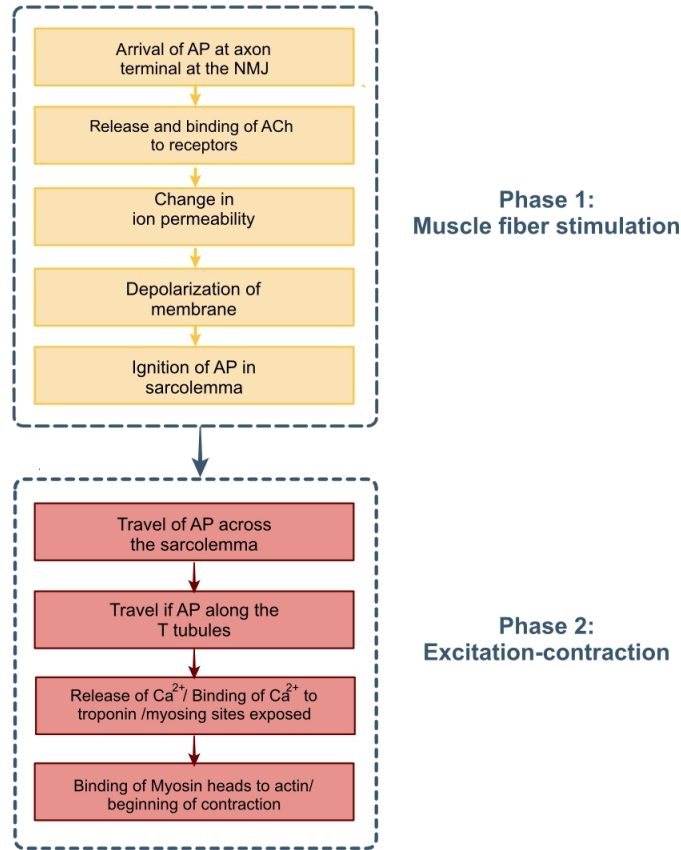 Arrival of AP at axon
terminal at the NMJ
Release and binding of ACh
to receptors
Change in
ion permeability
Depolarization of
membrane
Ignition of AP in
sarcolemma
Phase 1:
Muscle fiber stimulation
Travel of AP across
the sarcolemma
Travel if AP along the
T tubules
Release of Ca²⁺/ Binding of Ca²⁺ to
troponin /myosing sites exposed
Binding of Myosin heads to actin/
beginning of contraction
Phase 2:
Excitation-contraction